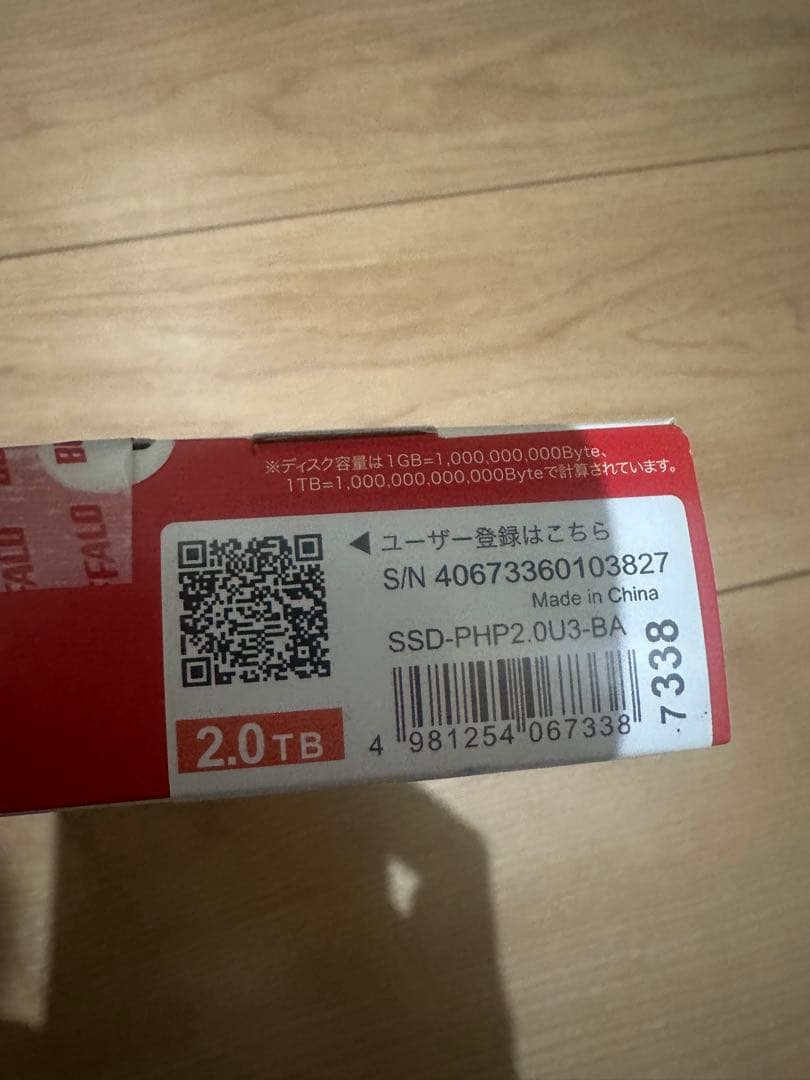 ※ディスク容量は1GB=1,000,000,000Byte、
1TB=1,000,000,000,000Byteで計算されています。
◀ ユーザー登録はこちら
S/N 40673360103827
Made in China
SSD-PHP2.0U3-BA
2.0TB
4 981254 067338
7338
FFALO